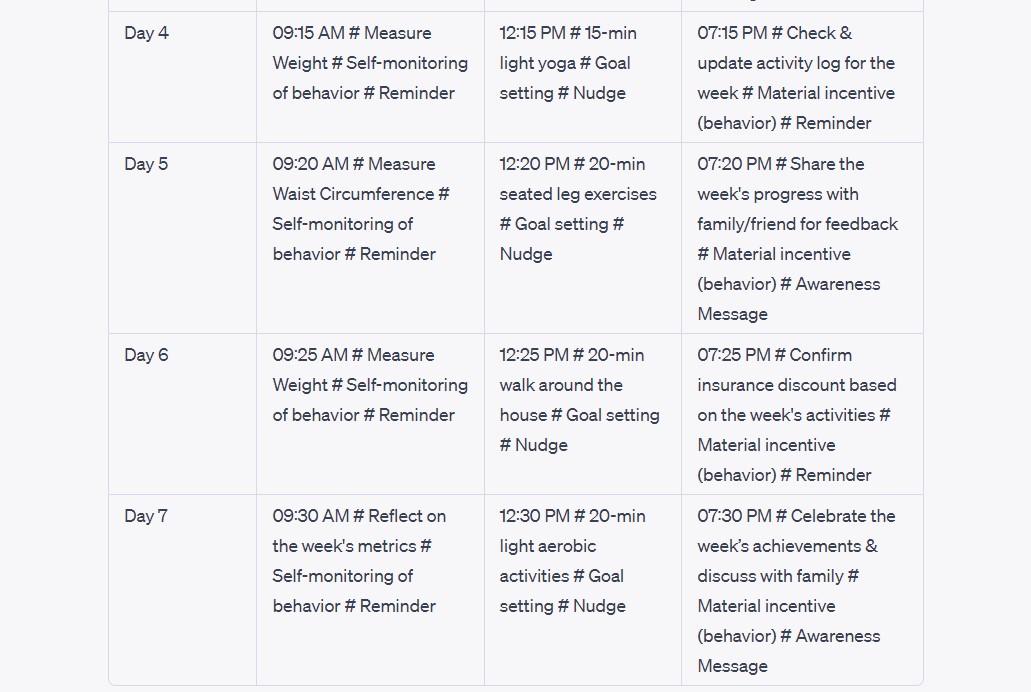 Day 4
09:15 AM # Measure
Weight # Self-monitoring
of behavior # Reminder
12:15 PM # 15-min
light yoga # Goal
setting # Nudge
07:15 PM # Check &
update activity log for the
week # Material incentive
(behavior) # Reminder
Day 5
09:20 AM # Measure
Waist Circumference #
Self-monitoring of
behavior # Reminder
12:20 PM # 20-min
seated leg exercises
# Goal setting #
Nudge
07:20 PM # Share the
week's progress with
family/friend for feedback
# Material incentive
(behavior) # Awareness
Message
Day 6
09:25 AM # Measure
Weight # Self-monitoring
of behavior # Reminder
12:25 PM # 20-min
walk around the
house # Goal setting
# Nudge
07:25 PM # Confirm
insurance discount based
on the week's activities #
Material incentive
(behavior) # Reminder
Day 7
09:30 AM # Reflect on
the week's metrics #
Self-monitoring of
behavior # Reminder
12:30 PM # 20-min
light aerobic
activities # Goal
setting # Nudge
07:30 PM # Celebrate the
week’s achievements &
discuss with family #
Material incentive
(behavior) # Awareness
Message